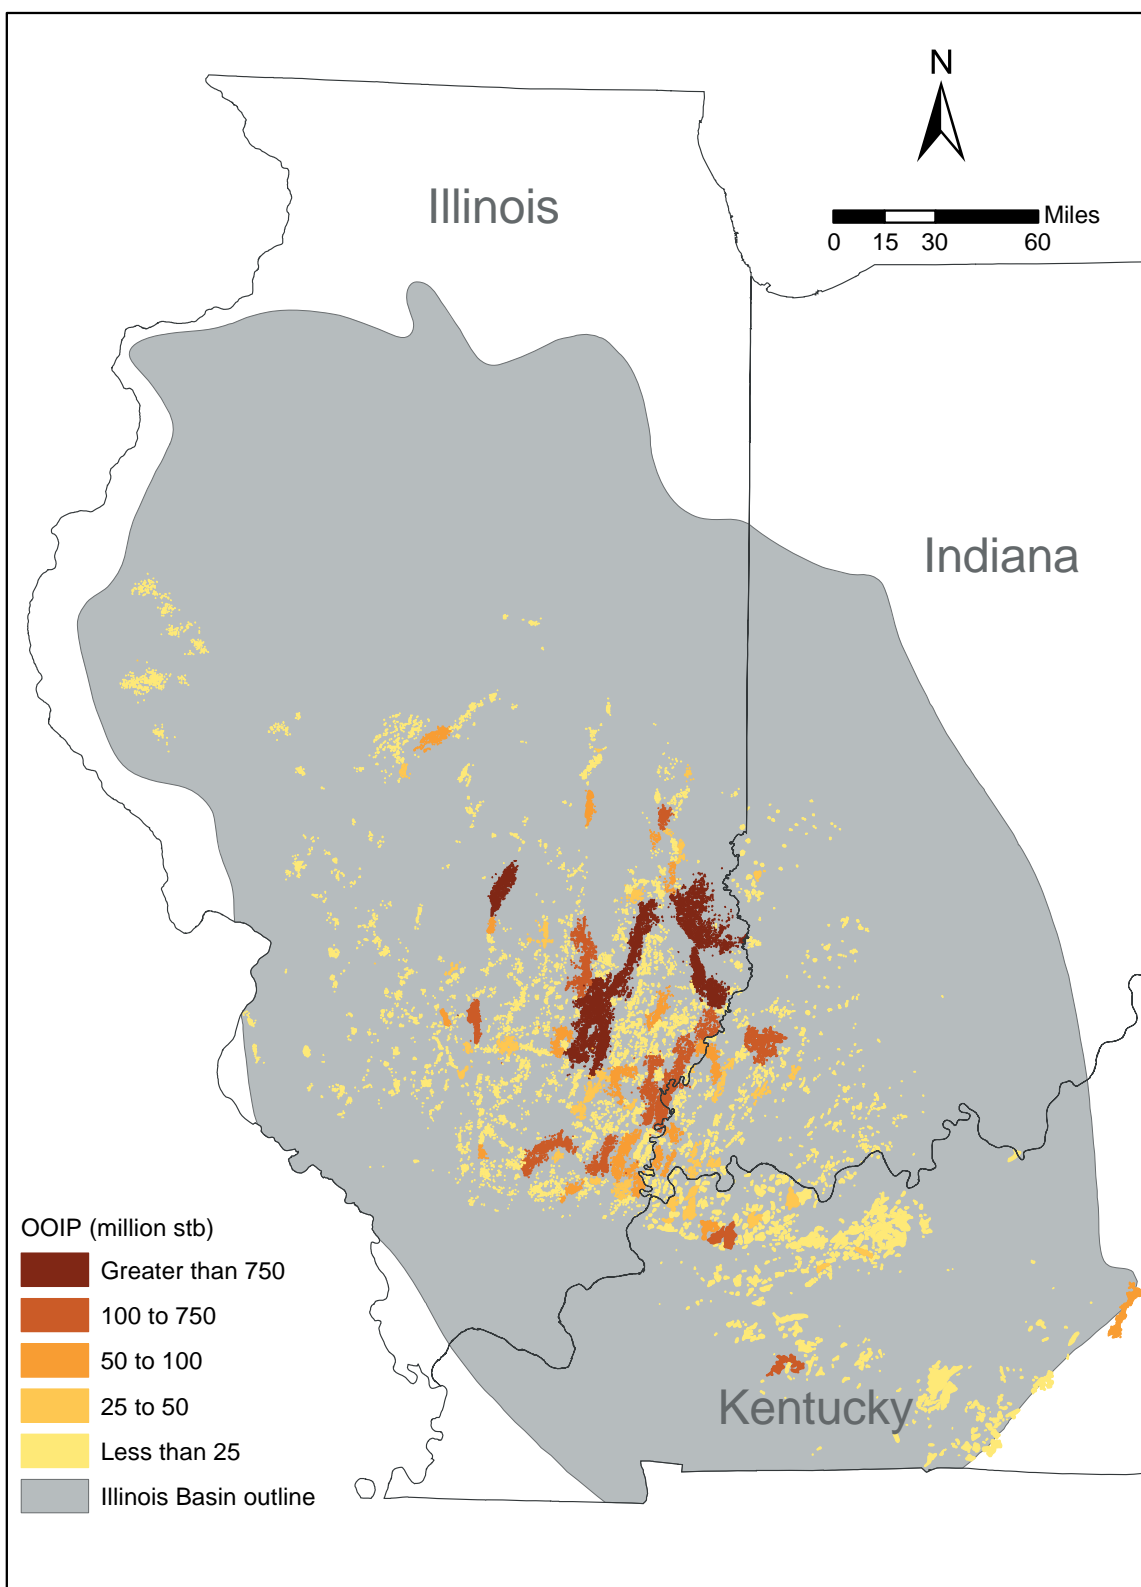 N
Illinois
Miles
0 15 30 60
Indiana
OOIP (million stb)
Greater than 750
100 to 750
50 to 100
25 to 50
Less than 25
Illinois Basin outline
Kentucky